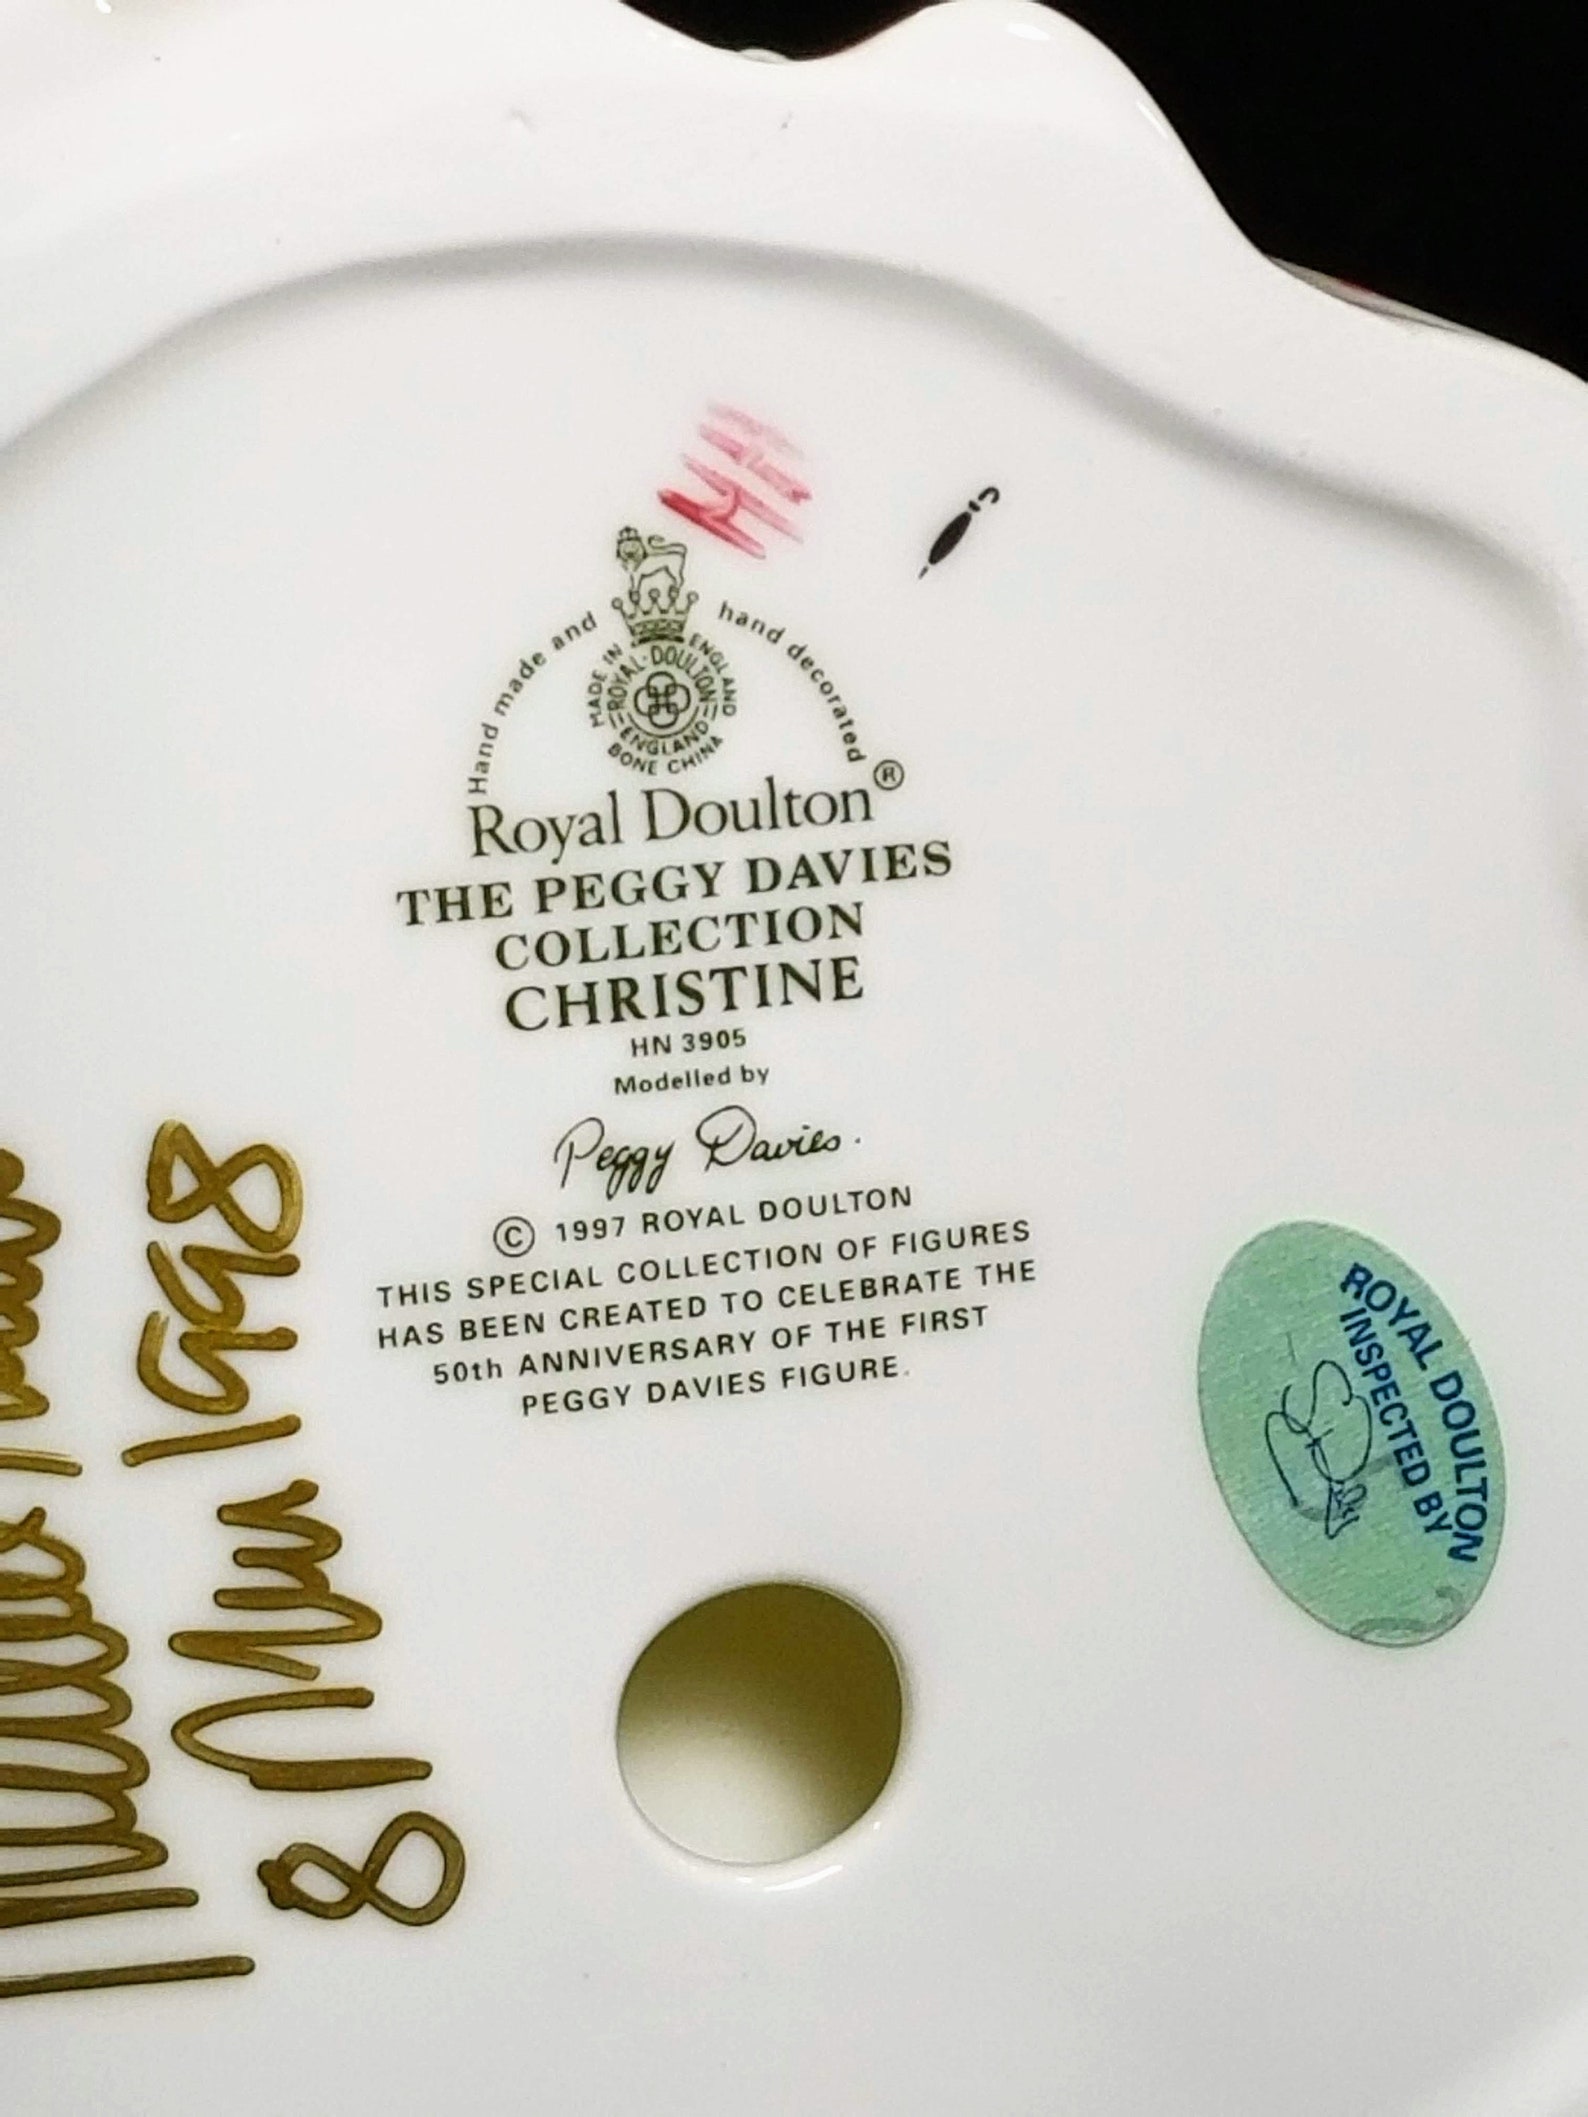 Hand made and hand decorated
MADE IN ENGLAND
ROYAL·DOULTON
ENGLAND
BONE CHINA
Royal Doulton®
THE PEGGY DAVIES
COLLECTION
CHRISTINE
HN 3905
Modelled by
Peggy Davies.
© 1997 ROYAL DOULTON
THIS SPECIAL COLLECTION OF FIGURES
HAS BEEN CREATED TO CELEBRATE THE
50th ANNIVERSARY OF THE FIRST
PEGGY DAVIES FIGURE.
ROYAL DOULTON
INSPECTED BY
8 1998